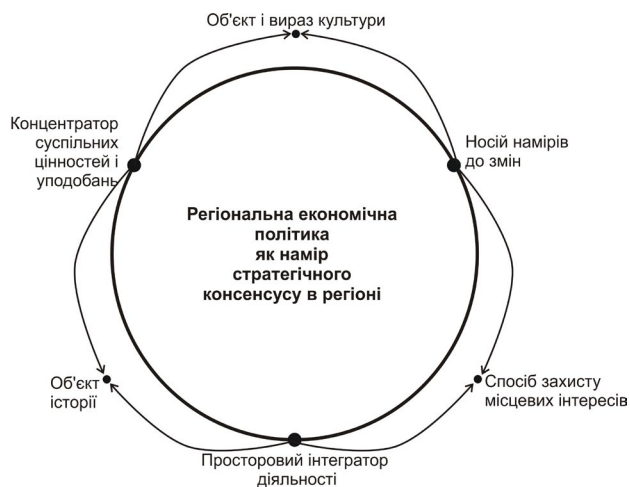 Об'єкт і вираз культури
Концентратор
суспільних
цінностей і
уподобань
Носій намірів
до змін
Регіональна економічна
політика
як намір
стратегічного
консенсусу в регіоні
Об'єкт
історії
Спосіб захисту
місцевих інтересів
Просторовий інтегратор
діяльності